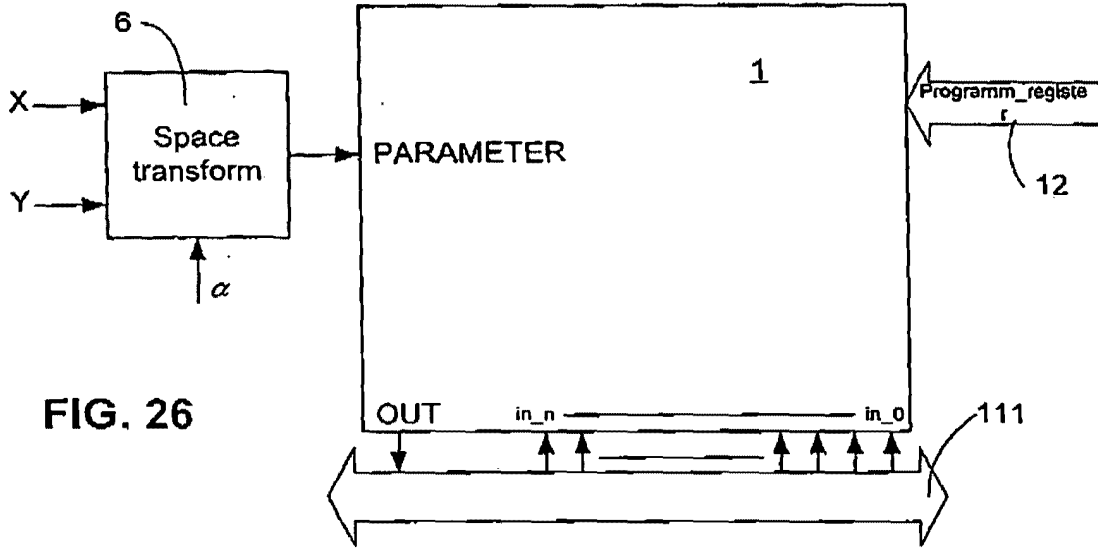 6
1
X
Space
transform
Programm_registe
r
PARAMETER
12
Y
α
FIG. 26
OUT
in_n
in_0
111